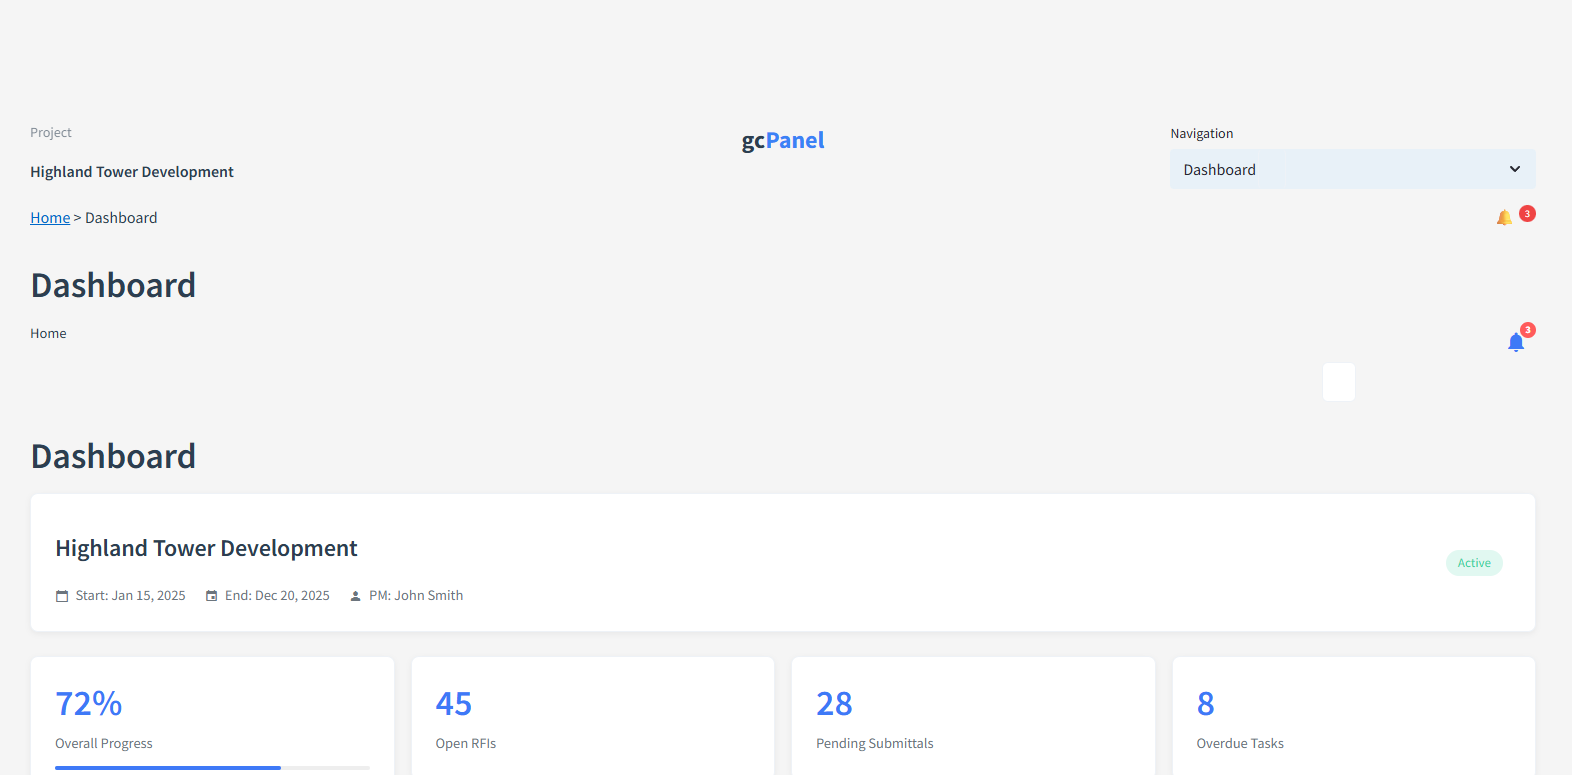 Project
gcPanel
Navigation
Highland Tower Development
Dashboard
Home > Dashboard
3
Dashboard
Home
3
Dashboard
Highland Tower Development
Active
Start: Jan 15, 2025 End: Dec 20, 2025 PM: John Smith
72% 45 28 8
Overall Progress Open RFIs Pending Submittals Overdue Tasks